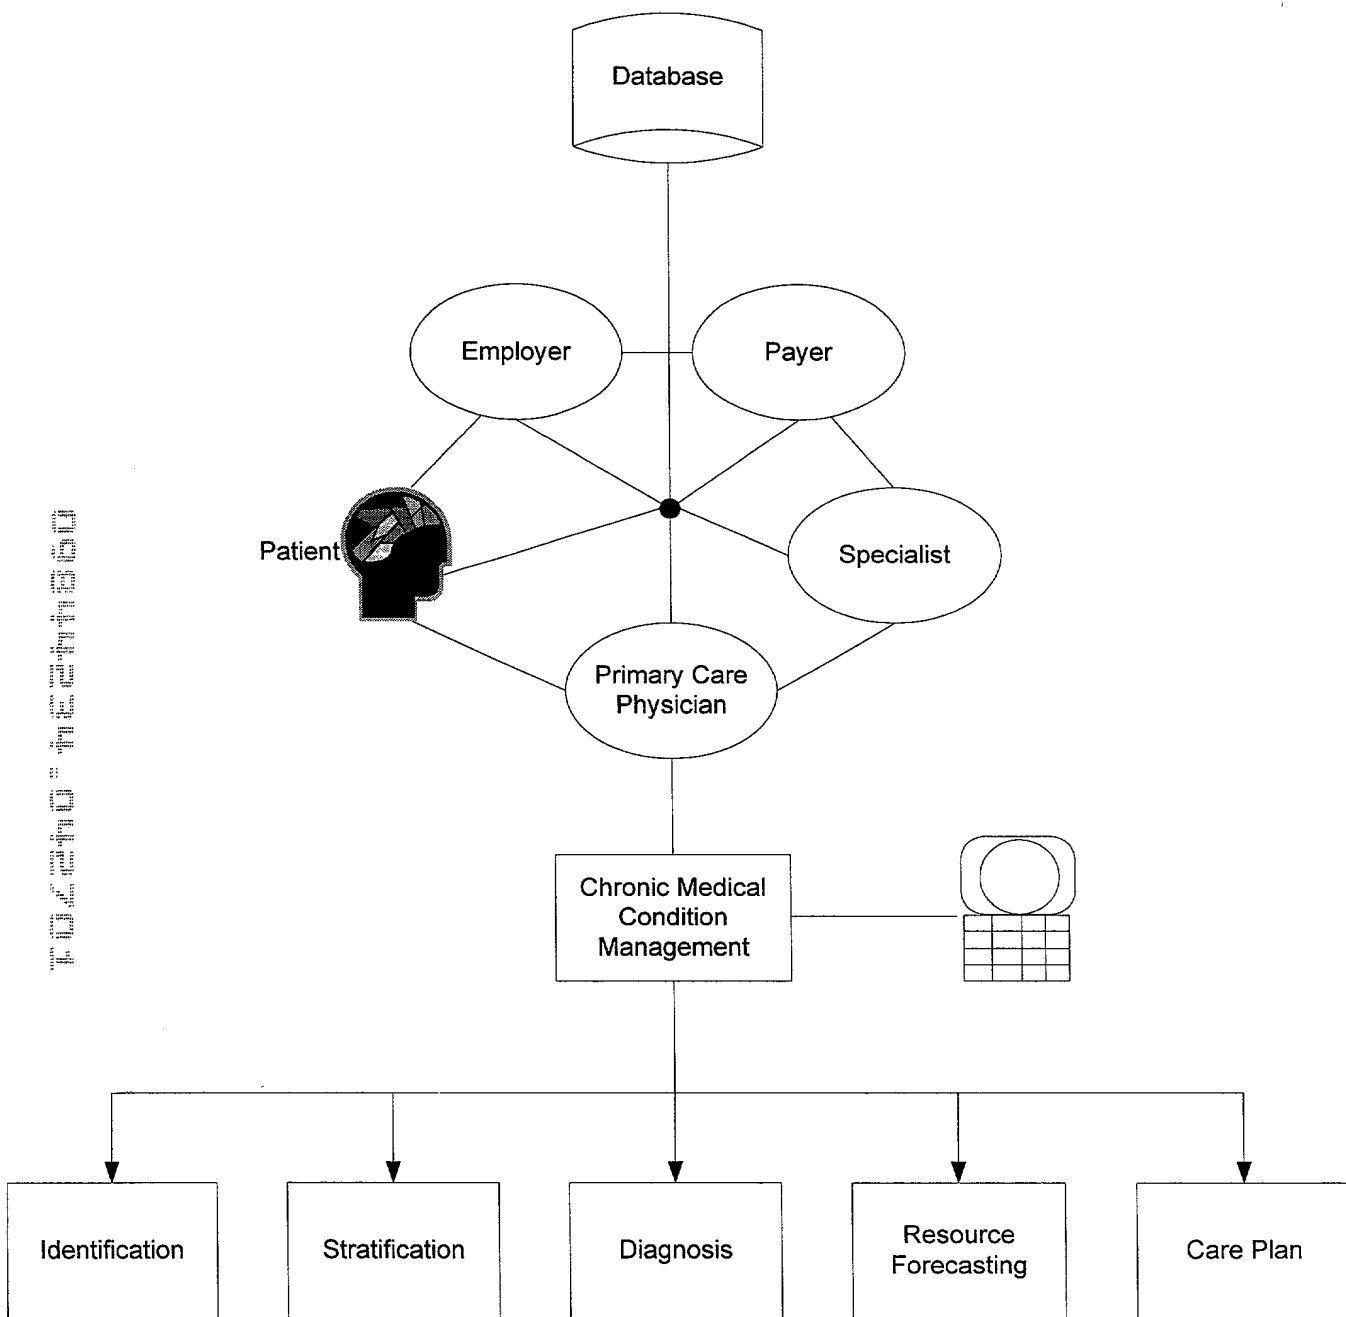 Database
Employer
Payer
Patient
Specialist
Primary Care
Physician
Chronic Medical
Condition
Management
Identification
Stratification
Diagnosis
Resource
Forecasting
Care Plan